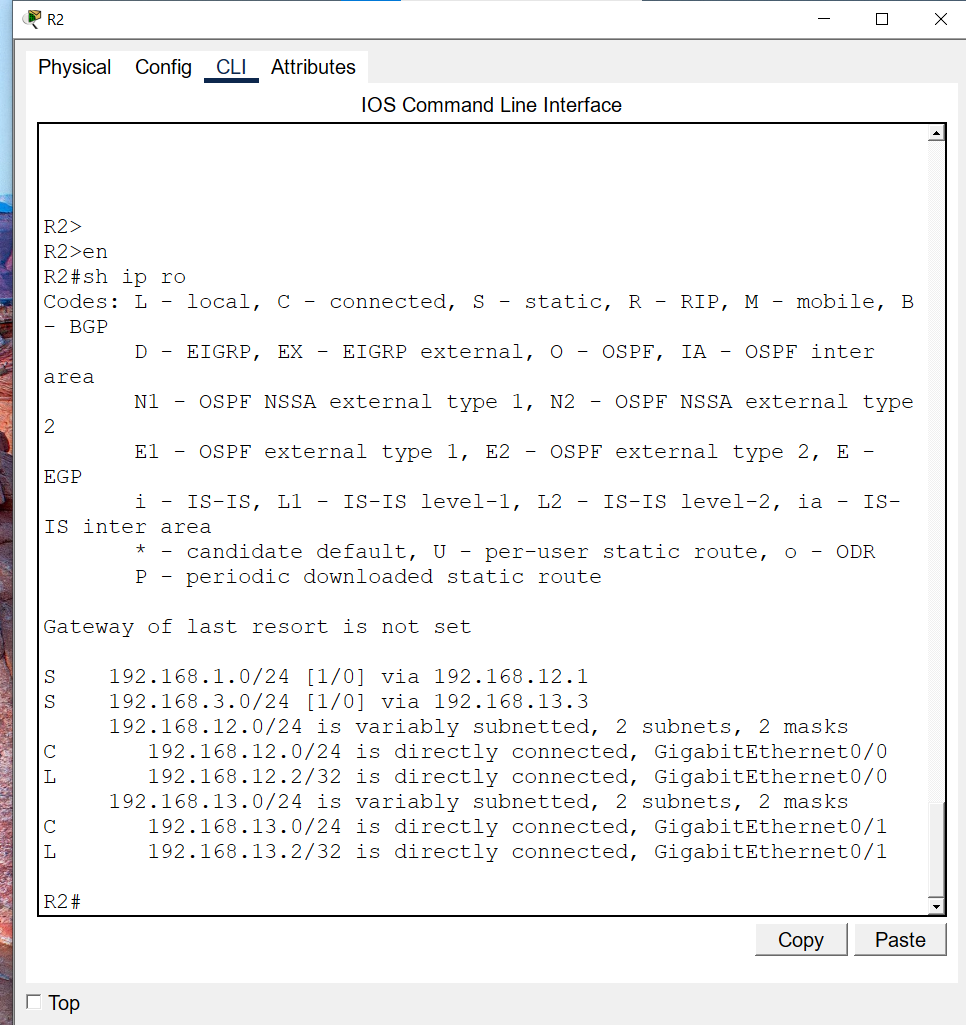 R2
Physical Config CLI Attributes
IOS Command Line Interface
R2>
R2>en
R2#sh ip ro
Codes: L - local, C - connected, S - static, R - RIP, M - mobile, B
- BGP
       D - EIGRP, EX - EIGRP external, O - OSPF, IA - OSPF inter
area
       N1 - OSPF NSSA external type 1, N2 - OSPF NSSA external type
2
       E1 - OSPF external type 1, E2 - OSPF external type 2, E -
EGP
       i - IS-IS, L1 - IS-IS level-1, L2 - IS-IS level-2, ia - IS-
IS inter area
       * - candidate default, U - per-user static route, o - ODR
       P - periodic downloaded static route
Gateway of last resort is not set
S    192.168.1.0/24 [1/0] via 192.168.12.1
S    192.168.3.0/24 [1/0] via 192.168.13.3
     192.168.12.0/24 is variably subnetted, 2 subnets, 2 masks
C       192.168.12.0/24 is directly connected, GigabitEthernet0/0
L       192.168.12.2/32 is directly connected, GigabitEthernet0/0
     192.168.13.0/24 is variably subnetted, 2 subnets, 2 masks
C       192.168.13.0/24 is directly connected, GigabitEthernet0/1
L       192.168.13.2/32 is directly connected, GigabitEthernet0/1
R2#
Copy Paste
Top